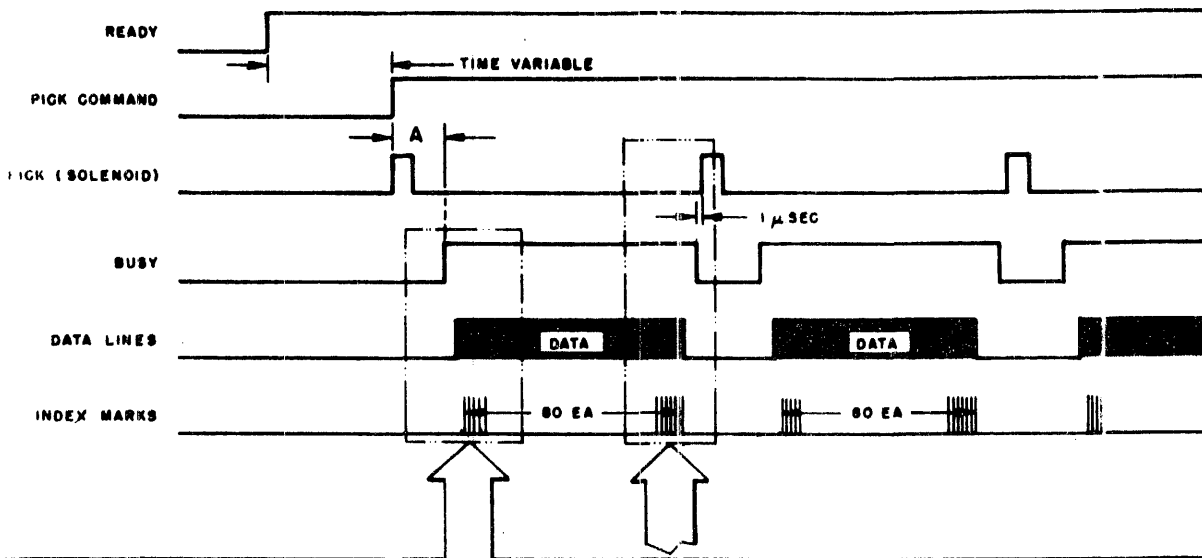 READY
TIME VARIABLE
PICK COMMAND
A
PICK (SOLENOID)
1 μ SEC
BUSY
DATA LINES
DATA
DATA
INDEX MARKS
80 EA
80 EA